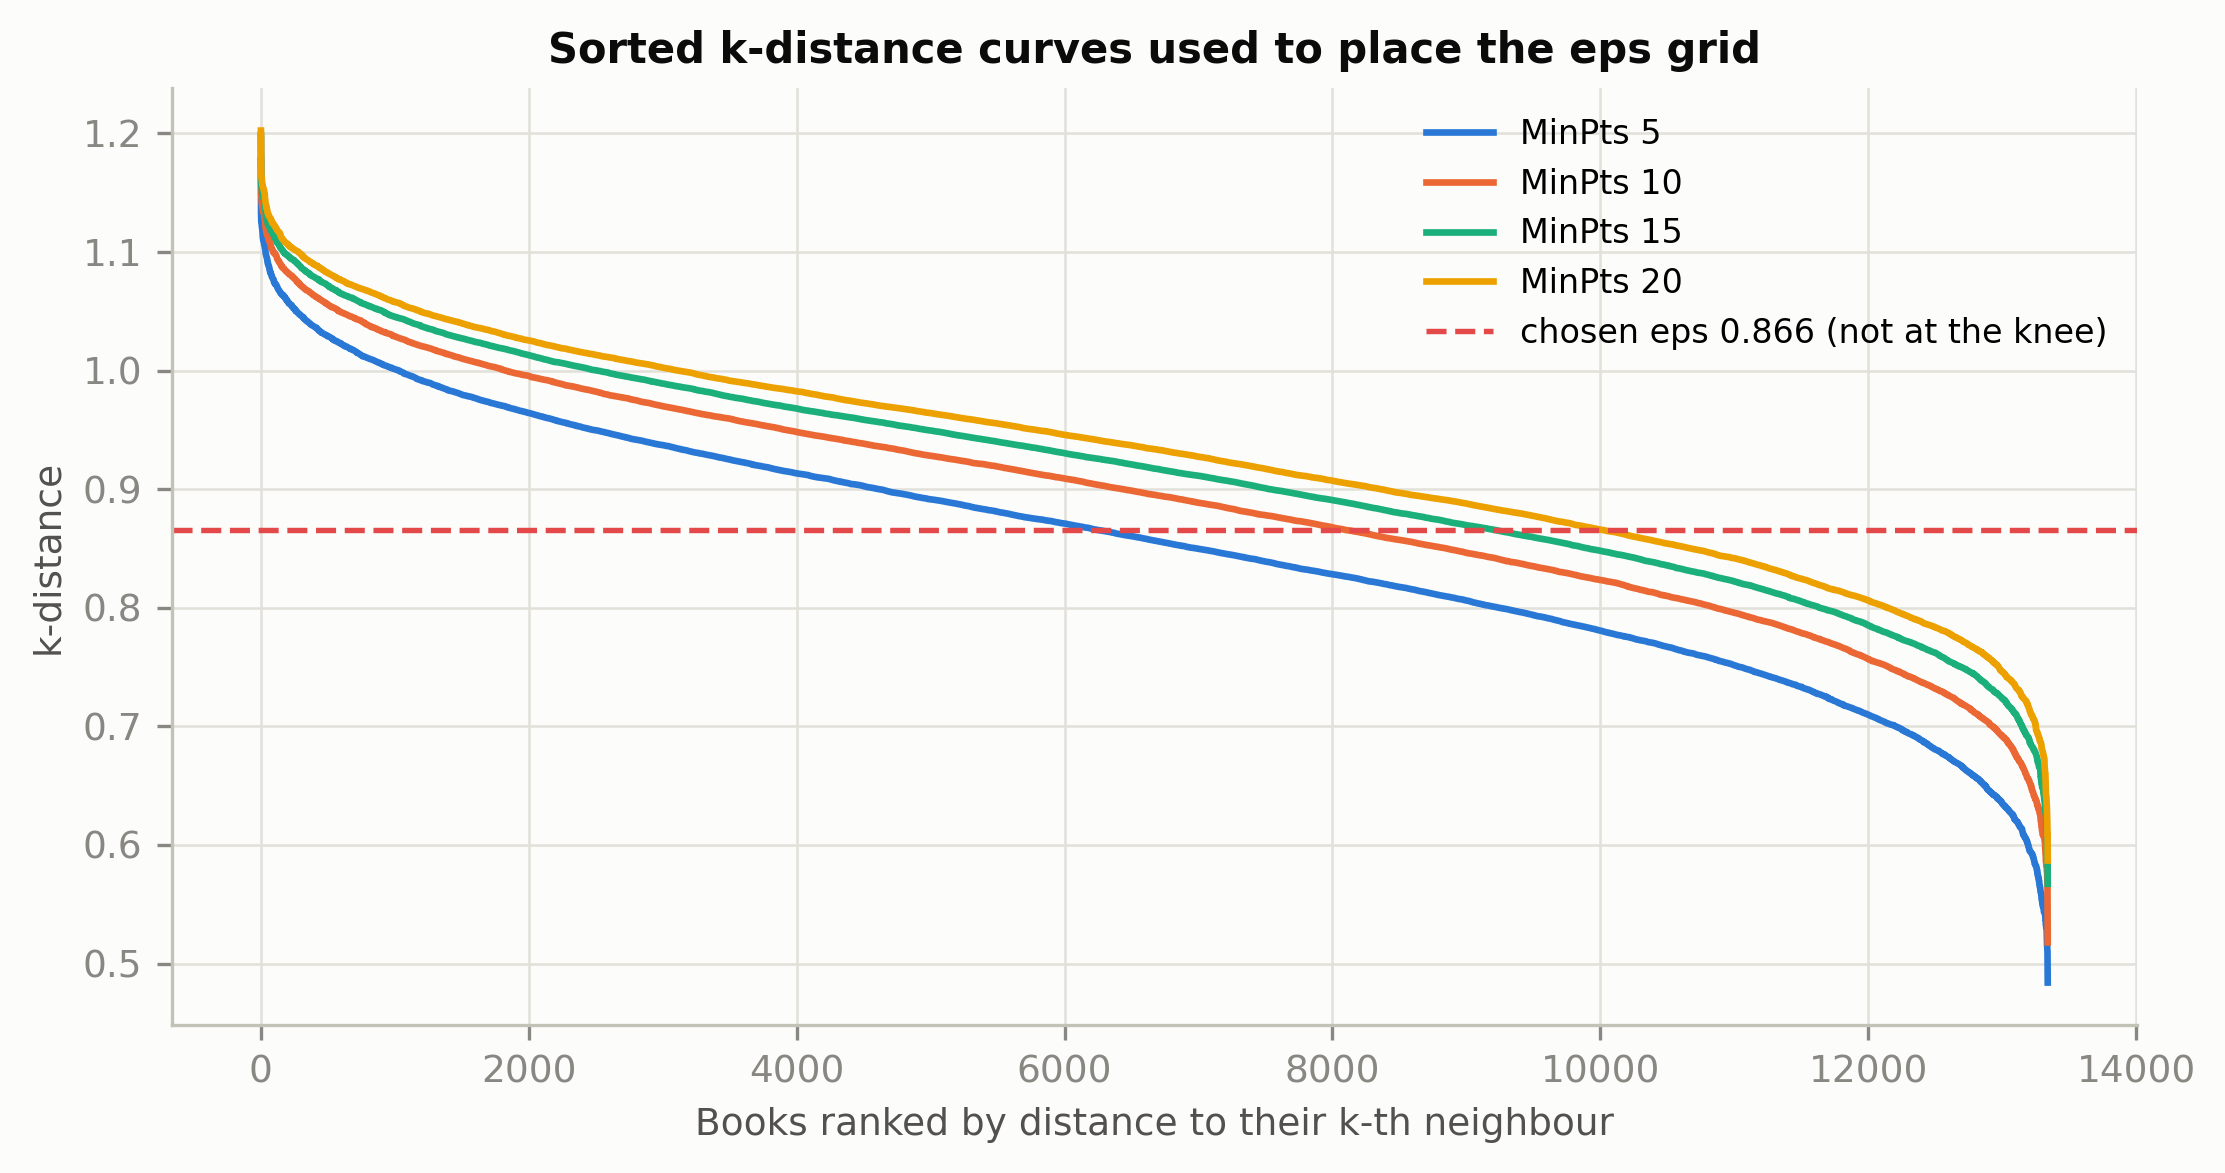 Sorted k-distance curves used to place the eps grid
1.2
1.1
1.0
0.9
0.8
0.7
0.6
0.5
k-distance
MinPts 5
MinPts 10
MinPts 15
MinPts 20
chosen eps 0.866 (not at the knee)
0 2000 4000 6000 8000 10000 12000 14000
Books ranked by distance to their k-th neighbour